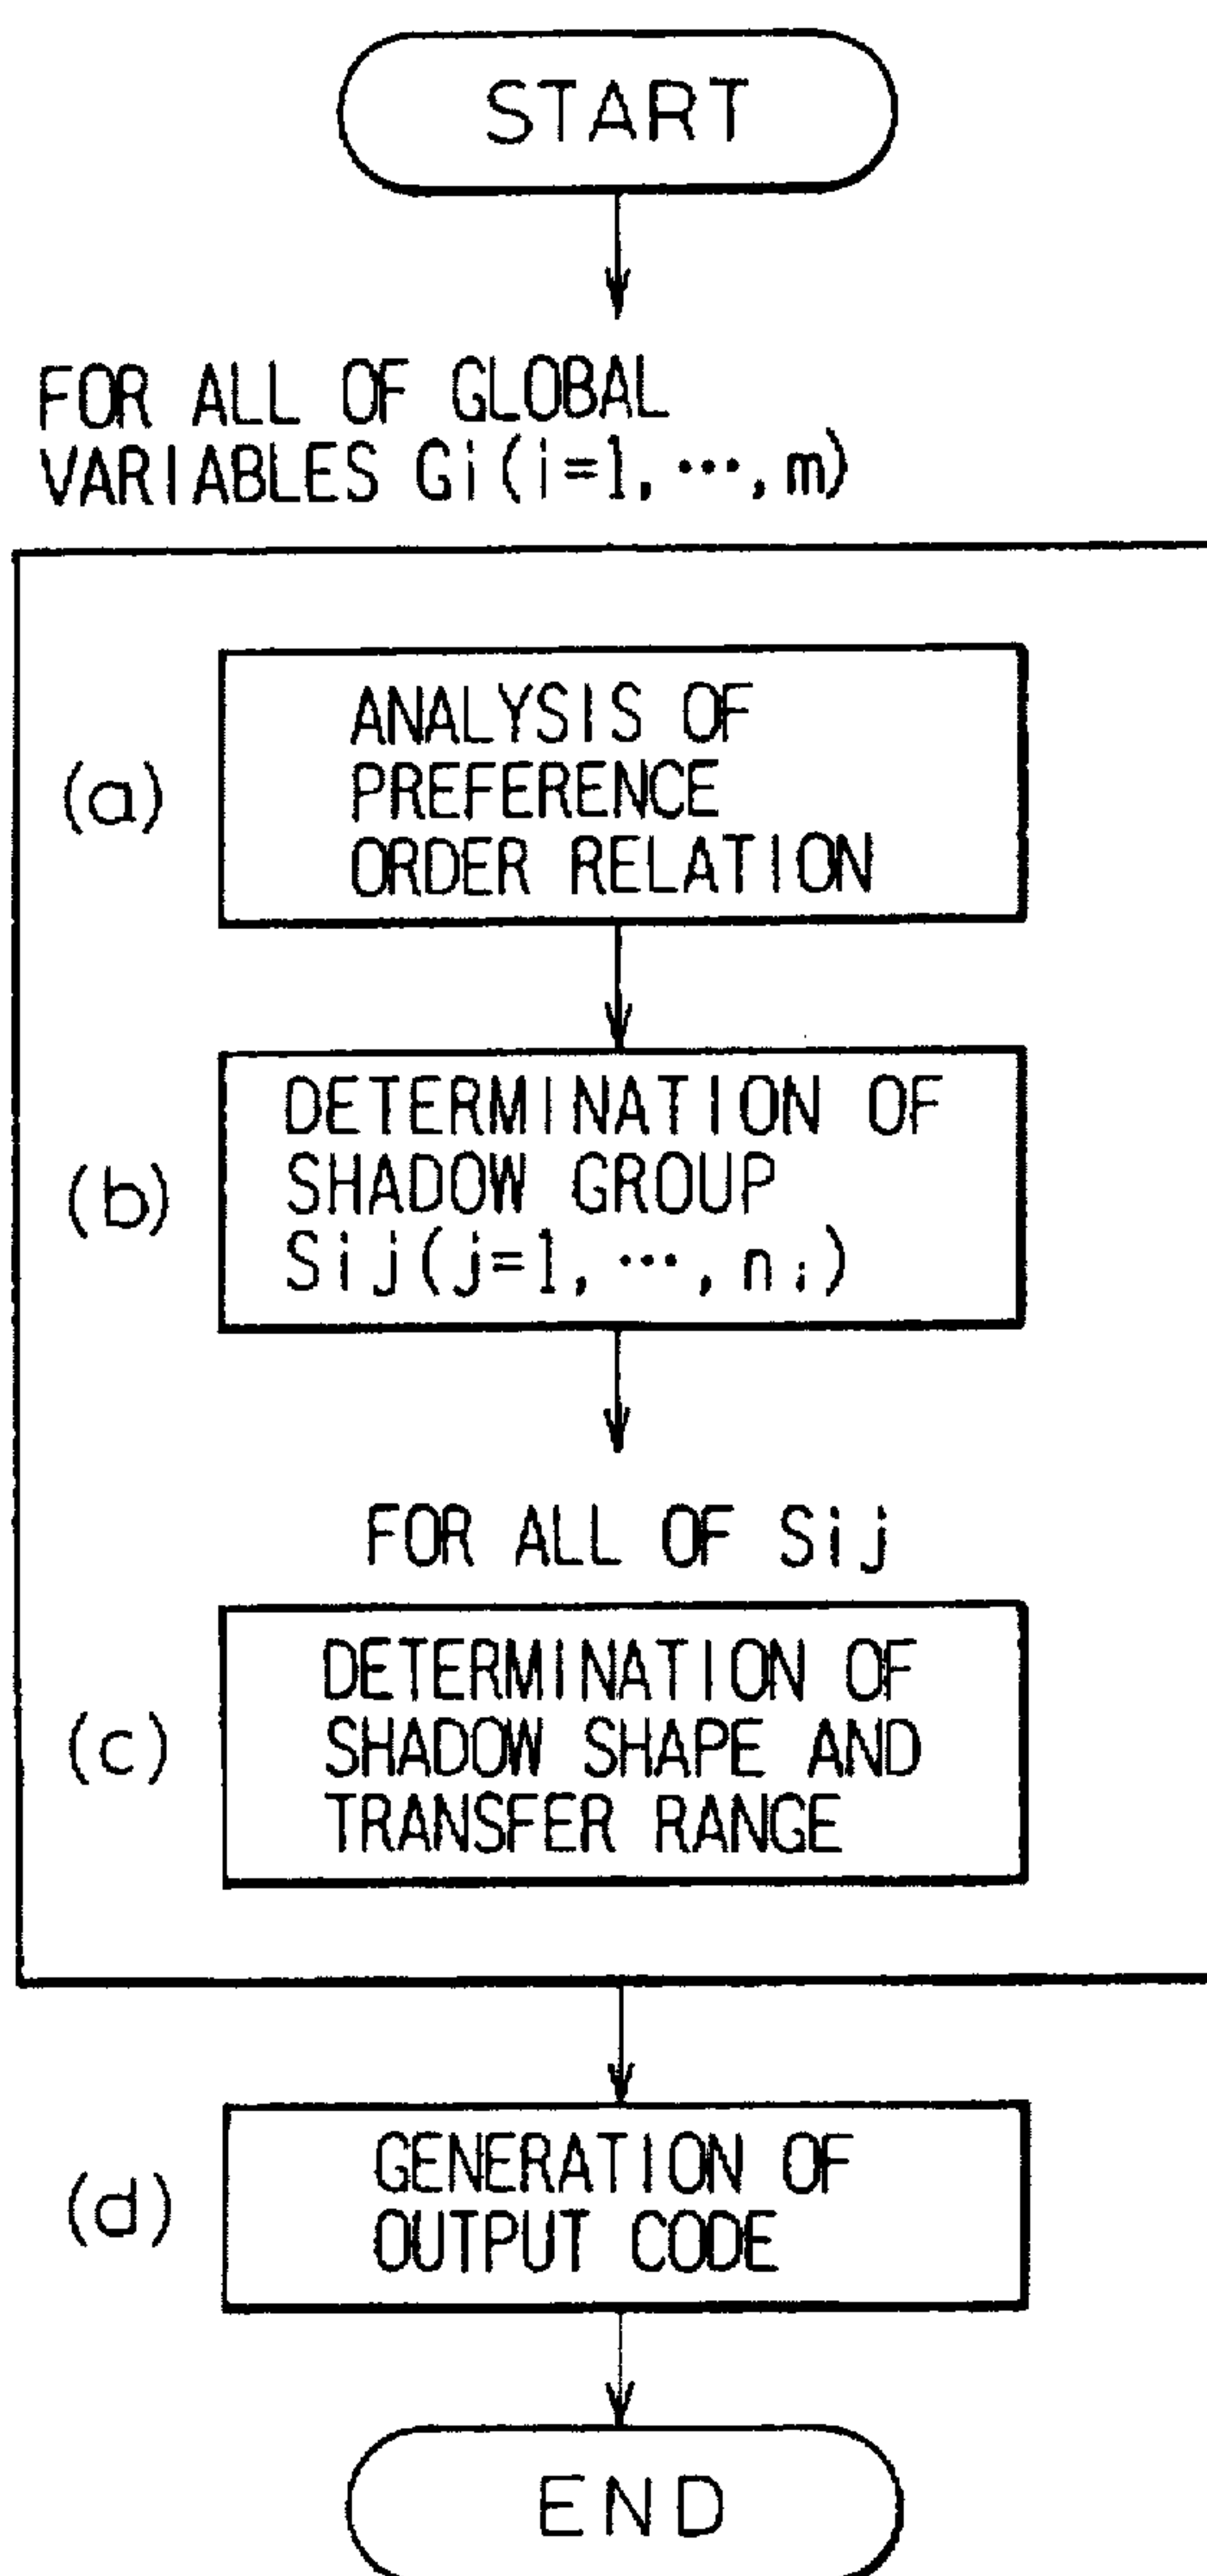 START
FOR ALL OF GLOBAL
VARIABLES Gi(i=1, ···, m)
(a)
ANALYSIS OF
PREFERENCE
ORDER RELATION
(b)
DETERMINATION OF
SHADOW GROUP
Sij(j=1, ···, ni)
FOR ALL OF Sij
(c)
DETERMINATION OF
SHADOW SHAPE AND
TRANSFER RANGE
(d)
GENERATION OF
OUTPUT CODE
END